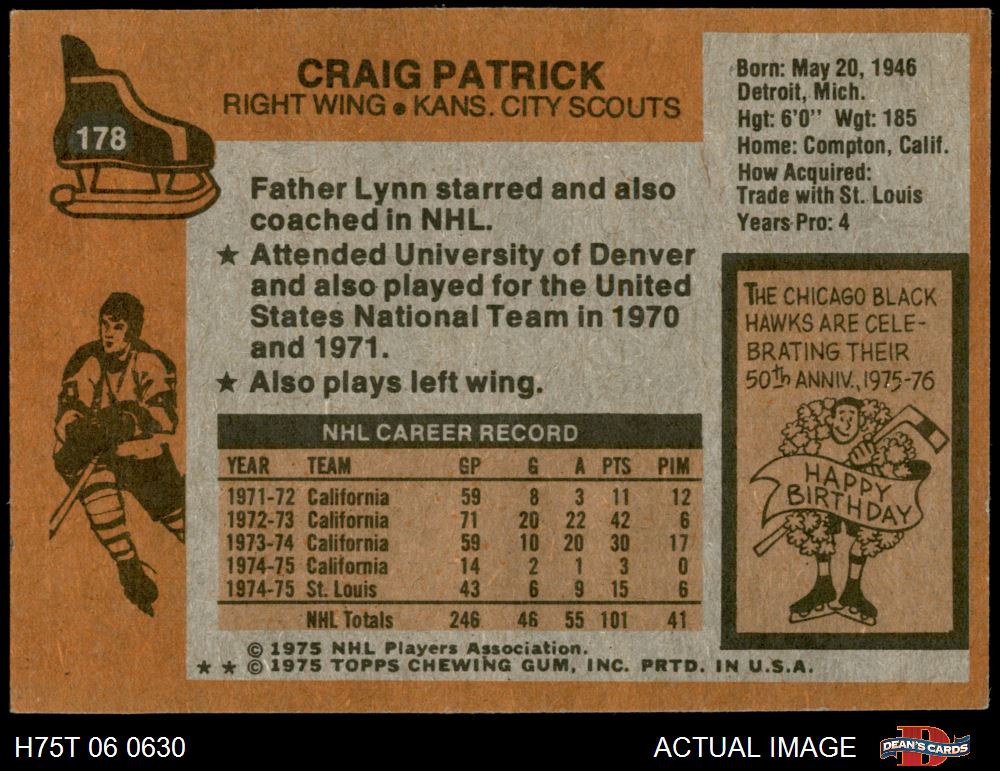 178
CRAIG PATRICK
RIGHT WING ● KANS. CITY SCOUTS
Father Lynn starred and also
coached in NHL.
★ Attended University of Denver
and also played for the United
States National Team in 1970
and 1971.
★ Also plays left wing.
Born: May 20, 1946
Detroit, Mich.
Hgt: 6'0" Wgt: 185
Home: Compton, Calif.
How Acquired:
Trade with St. Louis
Years Pro: 4
THE CHICAGO BLACK
HAWKS ARE CELE-
BRATING THEIR
50th ANNIV., 1975-76
HAPPY
BIRTHDAY
NHL CAREER RECORD
YEAR TEAM GP G A PTS PIM
1971-72 California 59 8 3 11 12
1972-73 California 71 20 22 42 6
1973-74 California 59 10 20 30 17
1974-75 California 14 2 1 3 0
1974-75 St. Louis 43 6 9 15 6
NHL Totals 246 46 55 101 41
© 1975 NHL Players Association.
★ ★ © 1975 TOPPS CHEWING GUM, INC. PRTD. IN U.S.A.
H75T 06 0630
ACTUAL IMAGE
DEAN'S CARDS